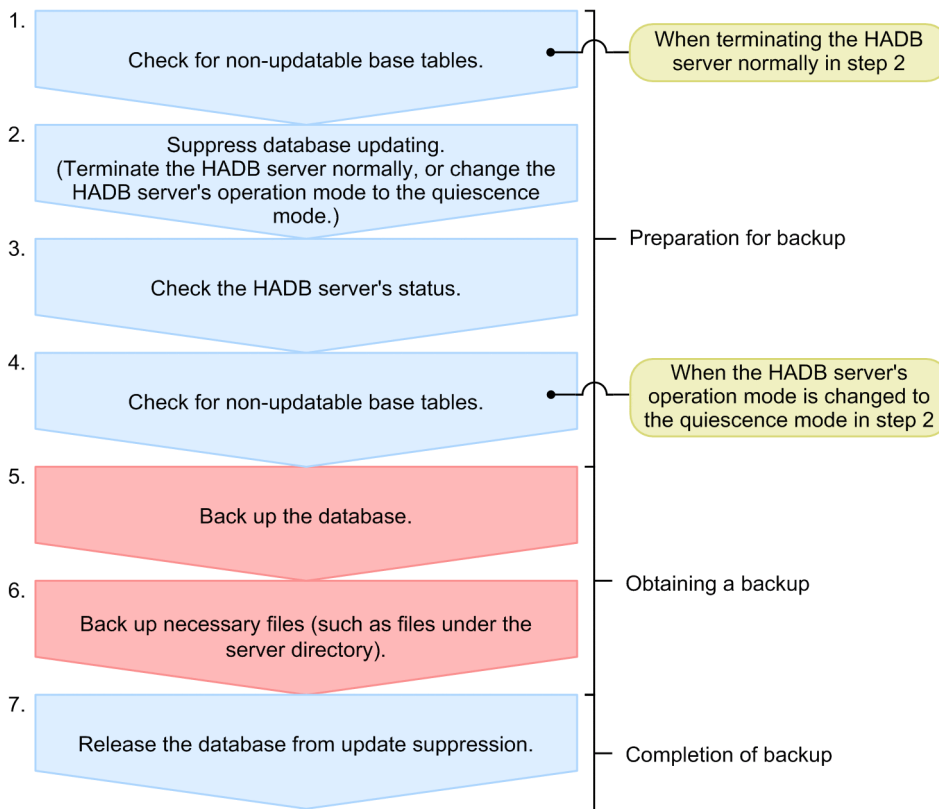 1.
Check for non-updatable base tables.
When terminating the HADB
server normally in step 2
2.
Suppress database updating.
(Terminate the HADB server normally, or change the
HADB server's operation mode to the quiescence
mode.)
Preparation for backup
3.
Check the HADB server's status.
4.
Check for non-updatable base tables.
When the HADB server's
operation mode is changed to
the quiescence mode in step 2
5.
Back up the database.
Obtaining a backup
6.
Back up necessary files (such as files under the
server directory).
7.
Release the database from update suppression.
Completion of backup